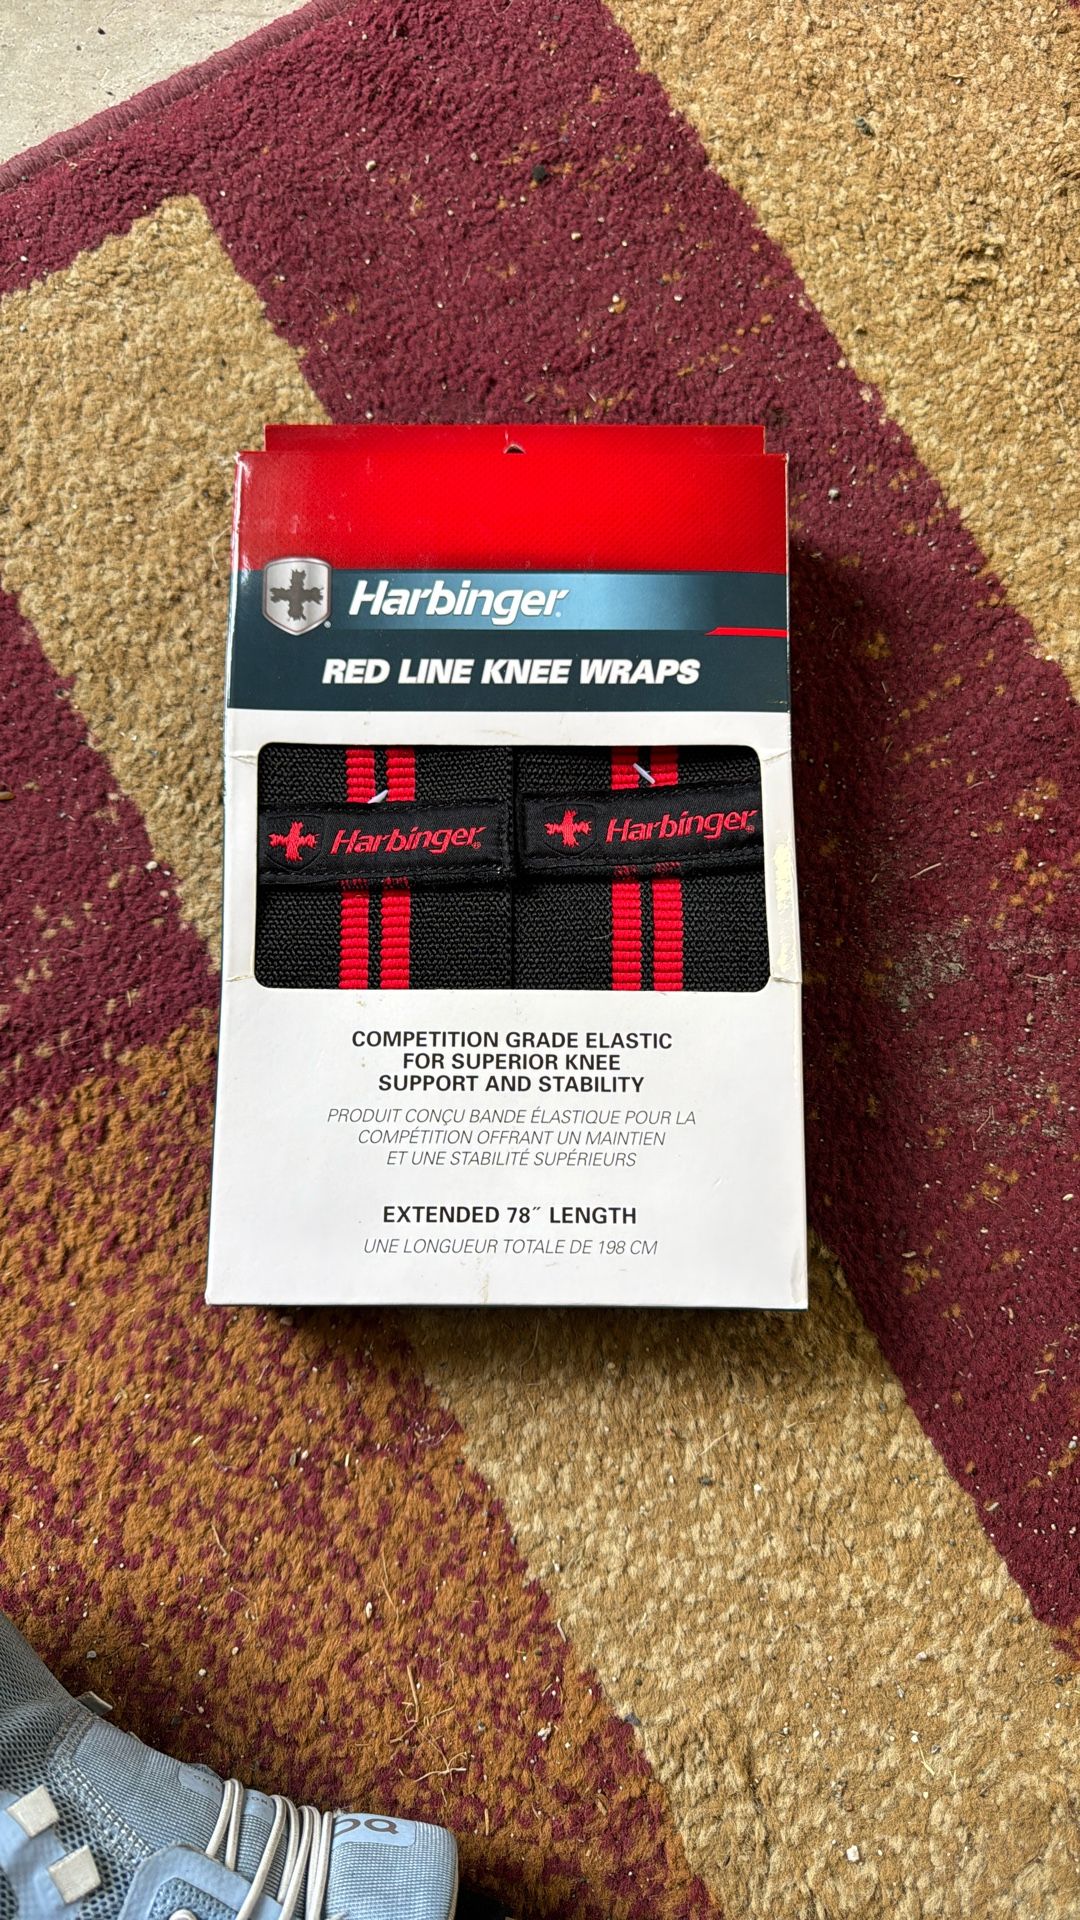 Harbinger
RED LINE KNEE WRAPS
Harbinger
Harbinger
COMPETITION GRADE ELASTIC
FOR SUPERIOR KNEE
SUPPORT AND STABILITY
PRODUIT CONÇU BANDE ÉLASTIQUE POUR LA
COMPÉTITION OFFRANT UN MAINTIEN
ET UNE STABILITÉ SUPÉRIEURS
EXTENDED 78″ LENGTH
UNE LONGUEUR TOTALE DE 198 CM